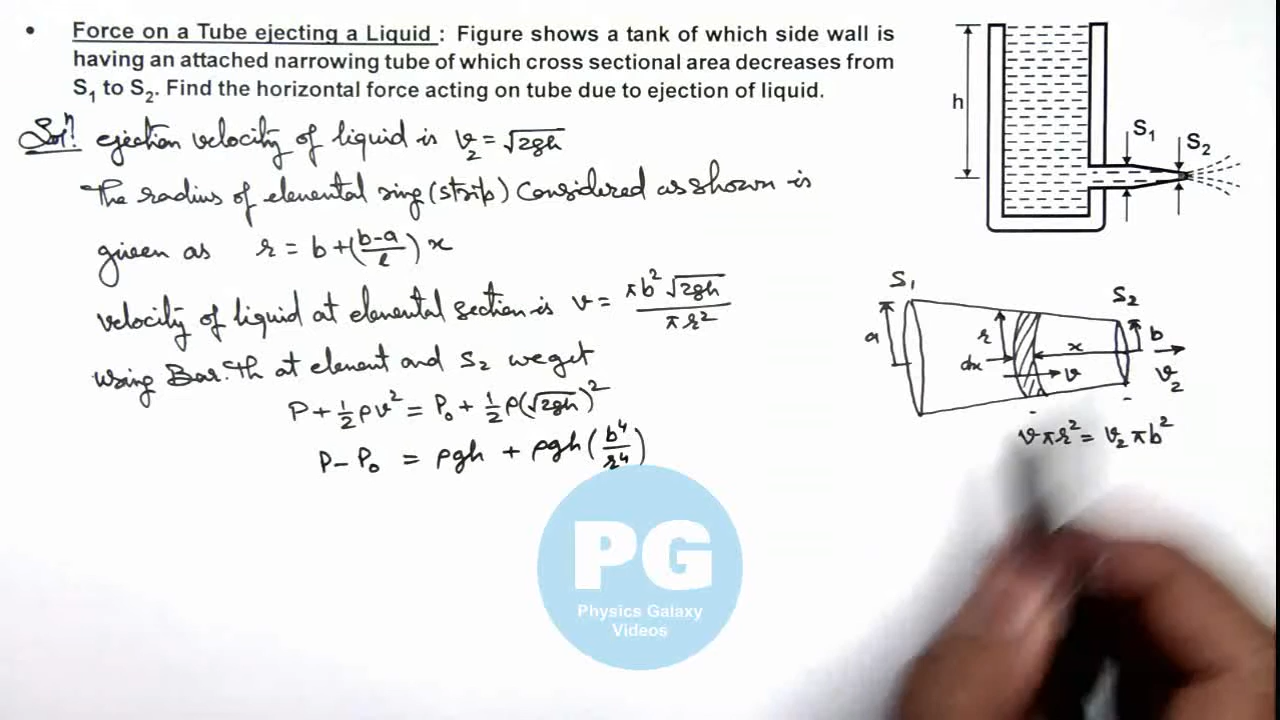 • Force on a Tube ejecting a Liquid : Figure shows a tank of which side wall is
having an attached narrowing tube of which cross sectional area decreases from
S₁ to S₂. Find the horizontal force acting on tube due to ejection of liquid.
Solⁿ. ejection velocity of liquid is v₂ = √2gh
The radius of elemental ring (strip) considered as shown is
given as r = b + (b-a/l) x
velocity of liquid at elemental section is v = πb²√2gh / πr²
using Ber. Th at element and S₂ we get
P + ½ρv² = P₀ + ½ρ(√2gh)²
P - P₀ = ρgh + ρgh (b⁴/r⁴)
h
S₁
S₂
S₁
S₂
a
r
dx
x
v
b
v₂
vπr² = v₂πb²
PG
Physics Galaxy
Videos